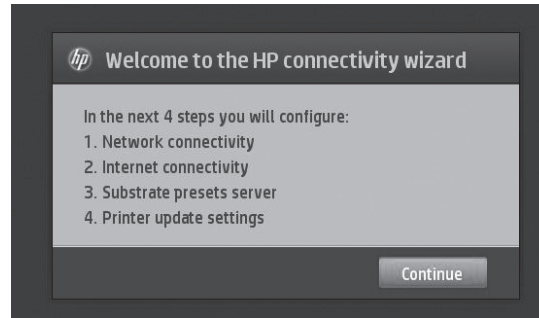 hp Welcome to the HP connectivity wizard
In the next 4 steps you will configure:
1. Network connectivity
2. Internet connectivity
3. Substrate presets server
4. Printer update settings
Continue